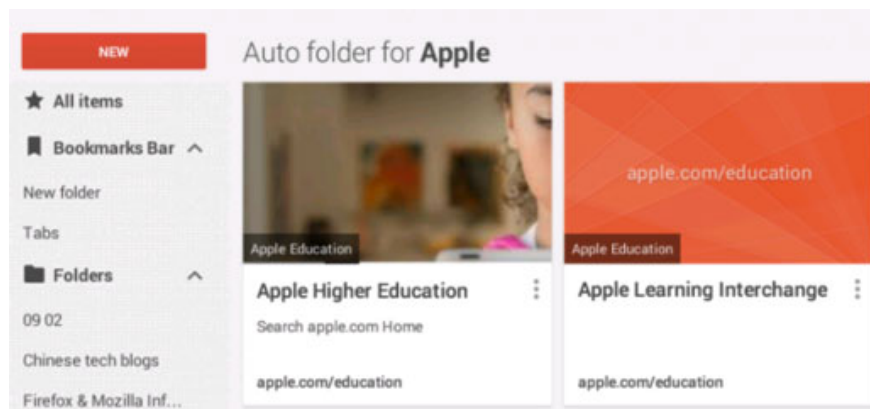 NEW
All items
Bookmarks Bar
New folder
Tabs
Folders
09 02
Chinese tech blogs
Firefox & Mozilla Inf...
Auto folder for Apple
Apple Education
Apple Higher Education
Search apple.com Home
apple.com/education
apple.com/education
Apple Education
Apple Learning Interchange
apple.com/education